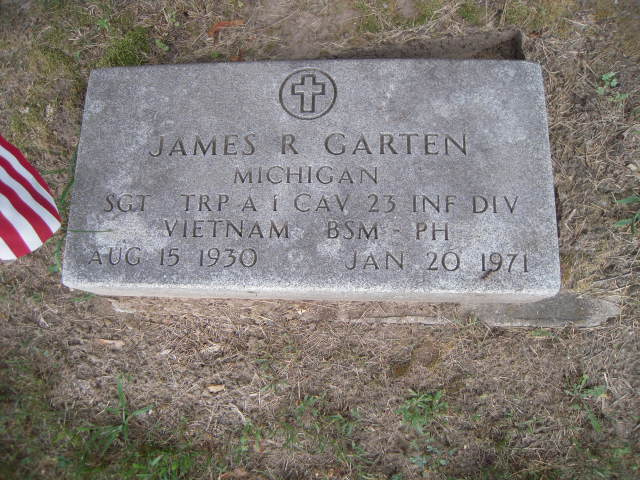 JAMES R GARTEN
MICHIGAN
SGT TRP A 1 CAV 23 INF DIV
VIETNAM BSM - PH
AUG 15 1930 JAN 20 1971